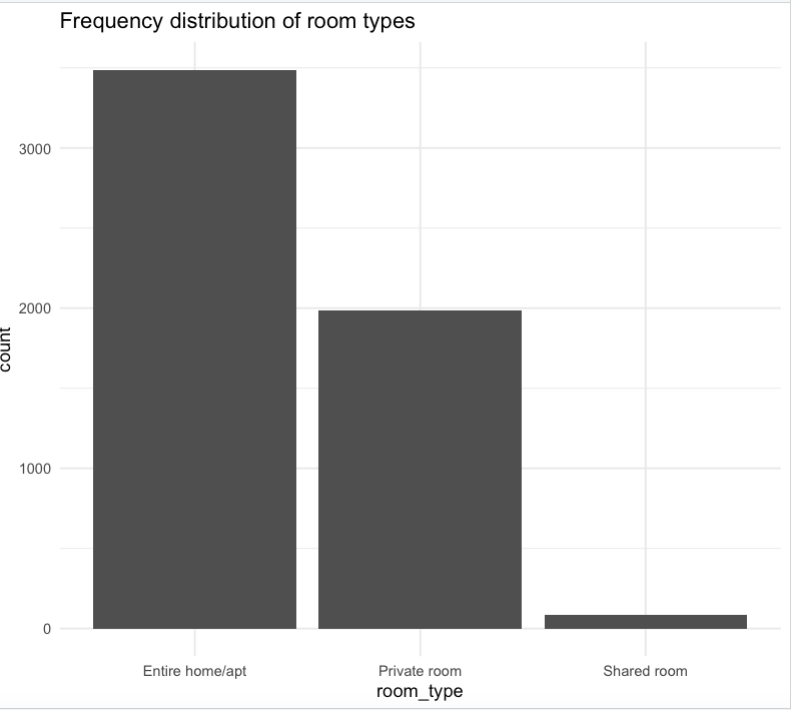 Frequency distribution of room types
count
3000
2000
1000
0
Entire home/apt Private room Shared room
room_type